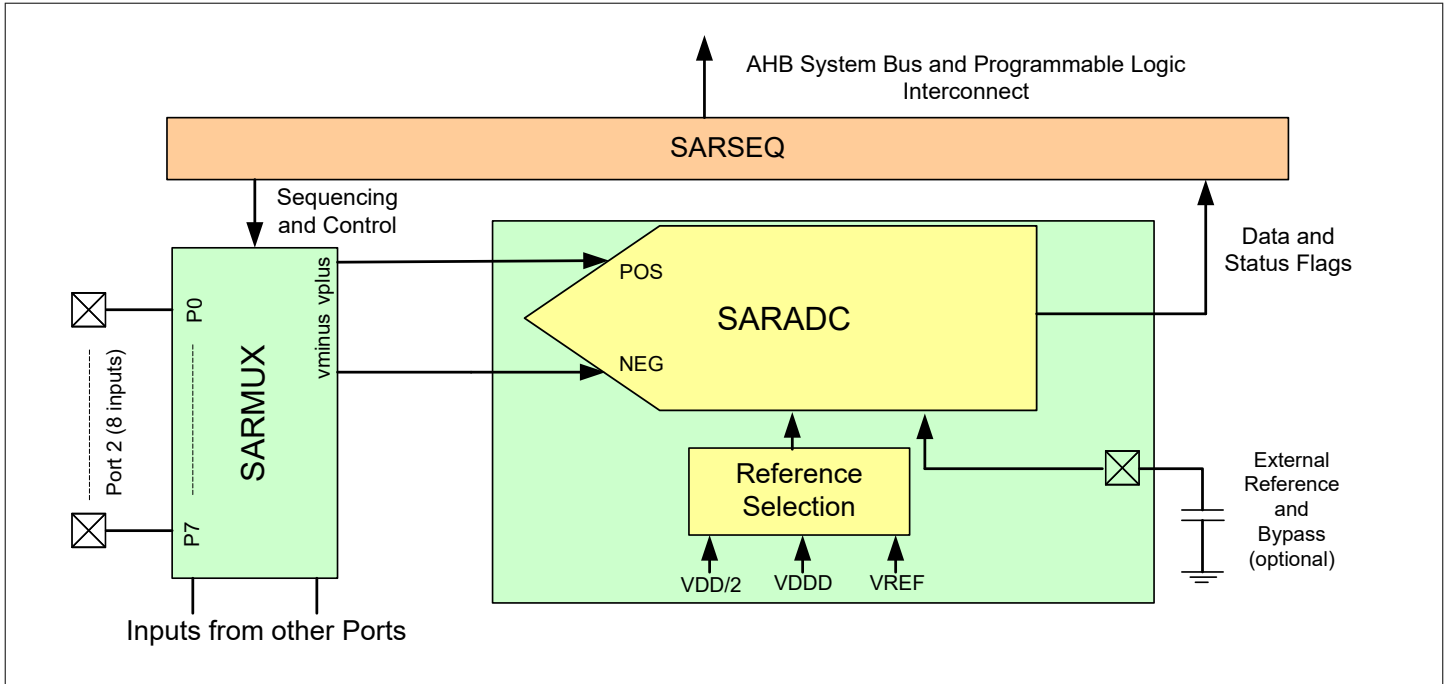 AHB System Bus and Programmable Logic
Interconnect
SARSEQ
Sequencing
and Control
Data and
Status Flags
vminus vplus
POS
SARADC
NEG
P0
Port 2 (8 inputs)
SARMUX
P7
Reference
Selection
VDD/2
VDDD
VREF
External
Reference
and
Bypass
(optional)
Inputs from other Ports